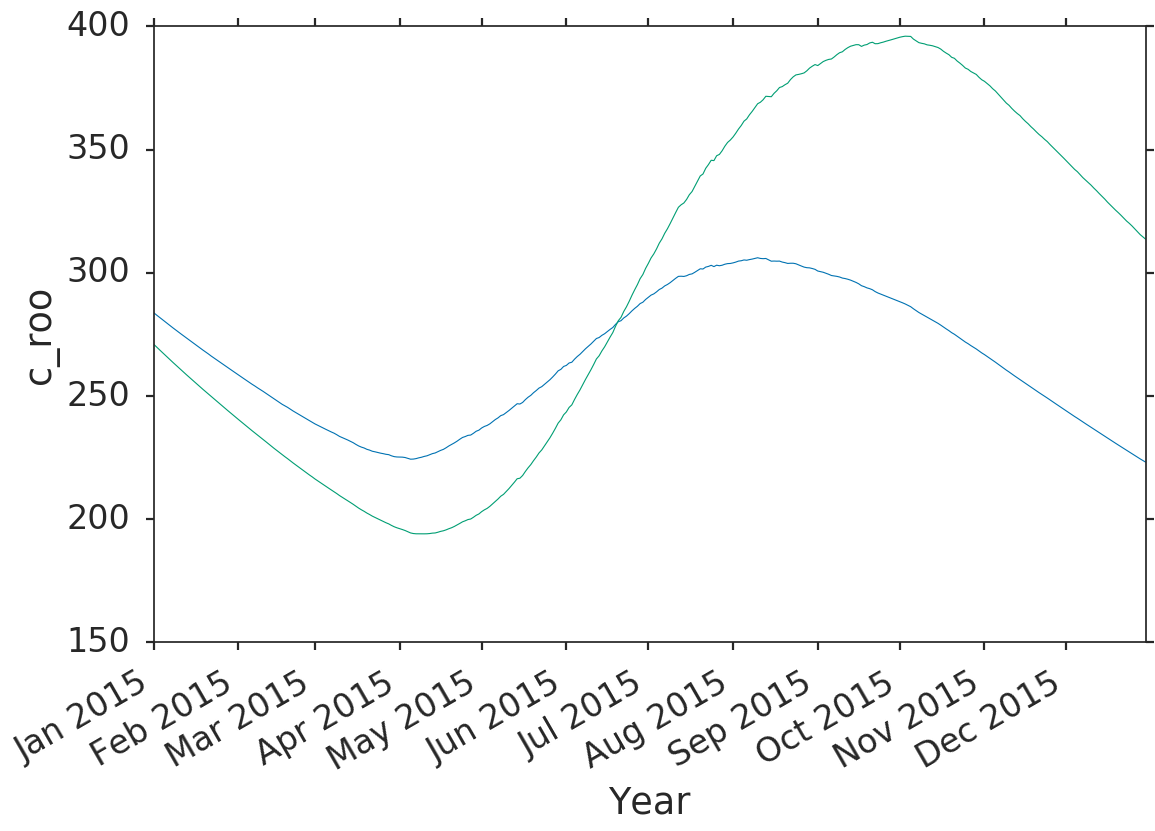 400
350
300
250
200
150
c_roo
Jan 2015
Feb 2015
Mar 2015
Apr 2015
May 2015
Jun 2015
Jul 2015
Aug 2015
Sep 2015
Oct 2015
Nov 2015
Dec 2015
Year